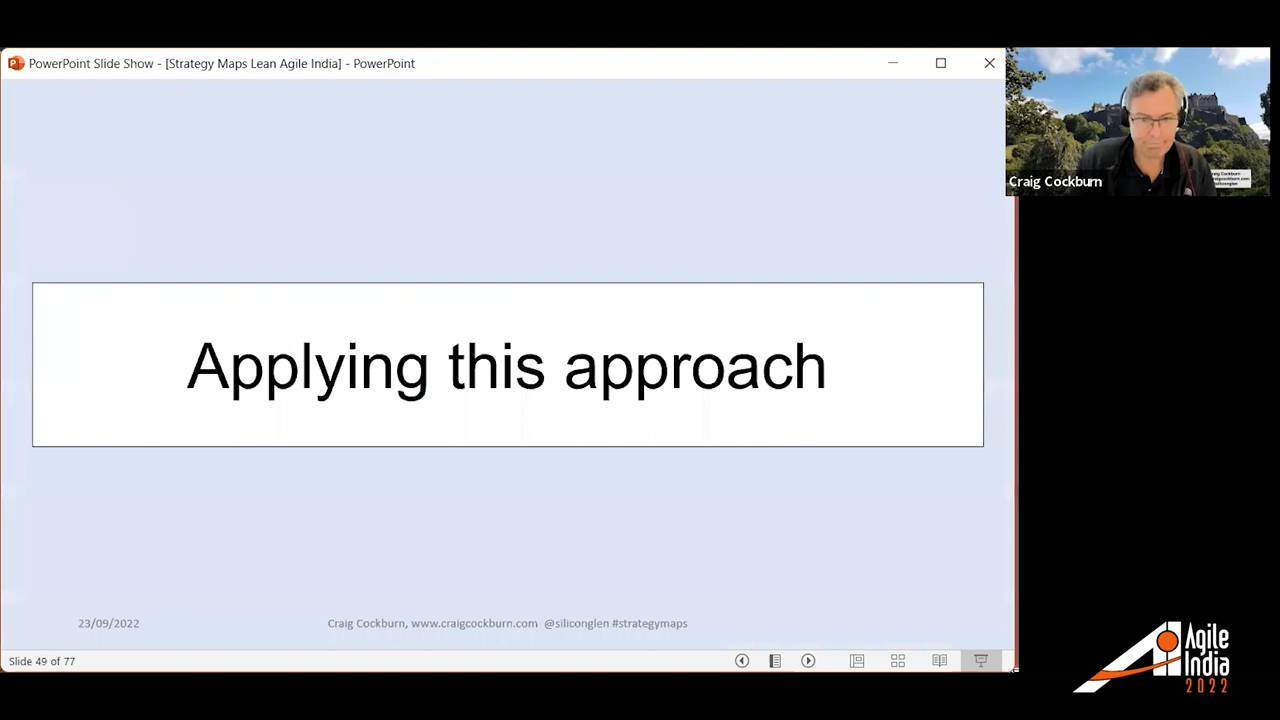 PowerPoint Slide Show - [Strategy Maps Lean Agile India] - PowerPoint
Craig Cockburn
Applying this approach
23/09/2022
Craig Cockburn, www.craigcockburn.com @siliconglen #strategymaps
Slide 49 of 77
Agile
India
2022